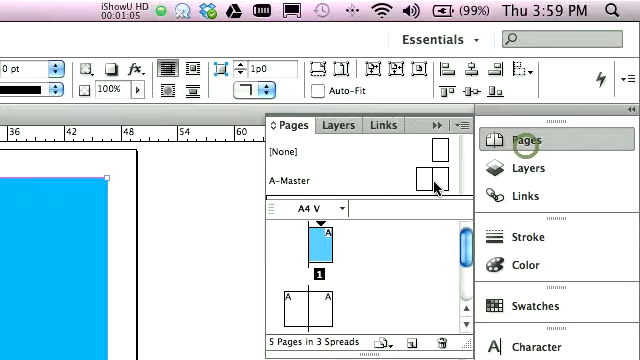 iShowU HD
00:01:05
(99%)
Thu 3:59 PM
Essentials
0 pt
fx
1p0
100%
Auto-Fit
36 42 48 54 60
Pages Layers Links
[None]
A-Master
A4 V
A
1
A A
5 Pages in 3 Spreads
Pages
Layers
Links
Stroke
Color
Swatches
A Character